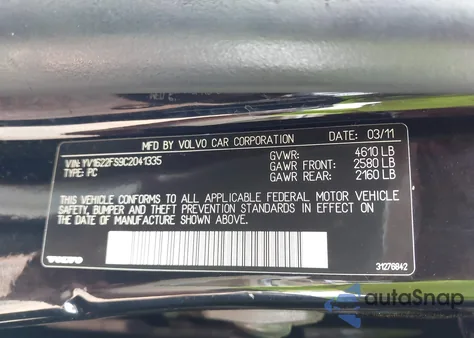 MFD BY VOLVO CAR CORPORATION DATE: 03/11
VIN: YV1622FS9C2041335 GVWR: 4610 LB
TYPE: PC GAWR FRONT: 2580 LB
GAWR REAR: 2160 LB
THIS VEHICLE CONFORMS TO ALL APPLICABLE FEDERAL MOTOR VEHICLE
SAFETY, BUMPER AND THEFT PREVENTION STANDARDS IN EFFECT ON
THE DATE OF MANUFACTURE SHOWN ABOVE.
VOLVO 31276842
autoSnap